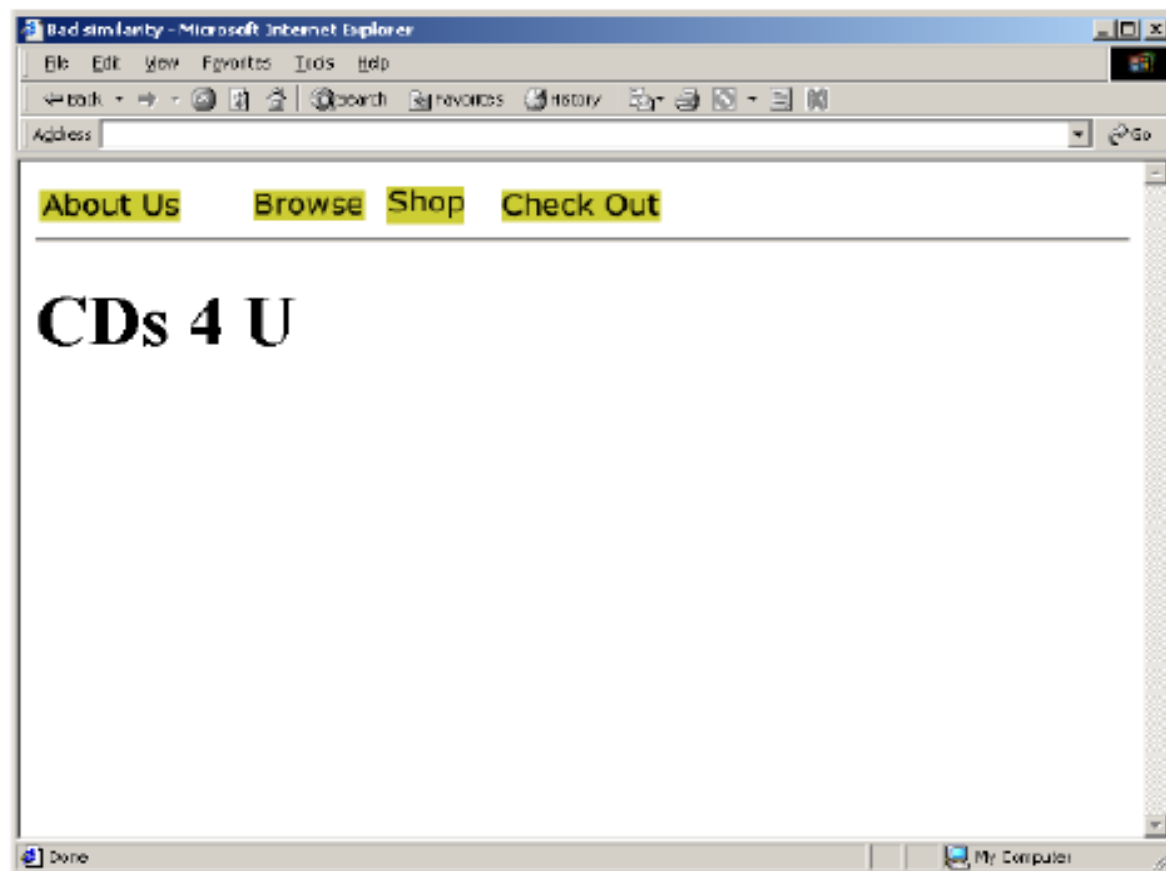 Bad similarity - Microsoft Internet Explorer
File Edit View Favorites Tools Help
Back Search Favorites History
Address Go
About Us Browse Shop Check Out
CDs 4 U
Done My Computer